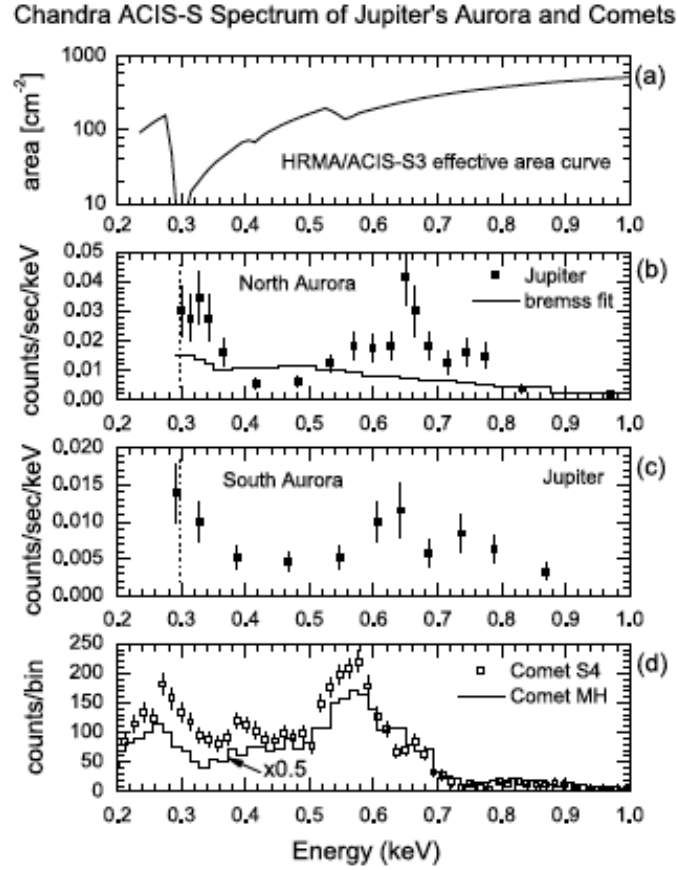 Chandra ACIS-S Spectrum of Jupiter's Aurora and Comets
(a)
area [cm⁻²]
1000
100
10
HRMA/ACIS-S3 effective area curve
0.2 0.3 0.4 0.5 0.6 0.7 0.8 0.9 1.0
(b)
counts/sec/keV
0.05
0.04
0.03
0.02
0.01
0.00
North Aurora
Jupiter
bremss fit
0.2 0.3 0.4 0.5 0.6 0.7 0.8 0.9 1.0
(c)
counts/sec/keV
0.020
0.015
0.010
0.005
0.000
South Aurora
Jupiter
0.2 0.3 0.4 0.5 0.6 0.7 0.8 0.9 1.0
(d)
counts/bin
250
200
150
100
50
0
Comet S4
Comet MH
x0.5
0.2 0.3 0.4 0.5 0.6 0.7 0.8 0.9 1.0
Energy (keV)